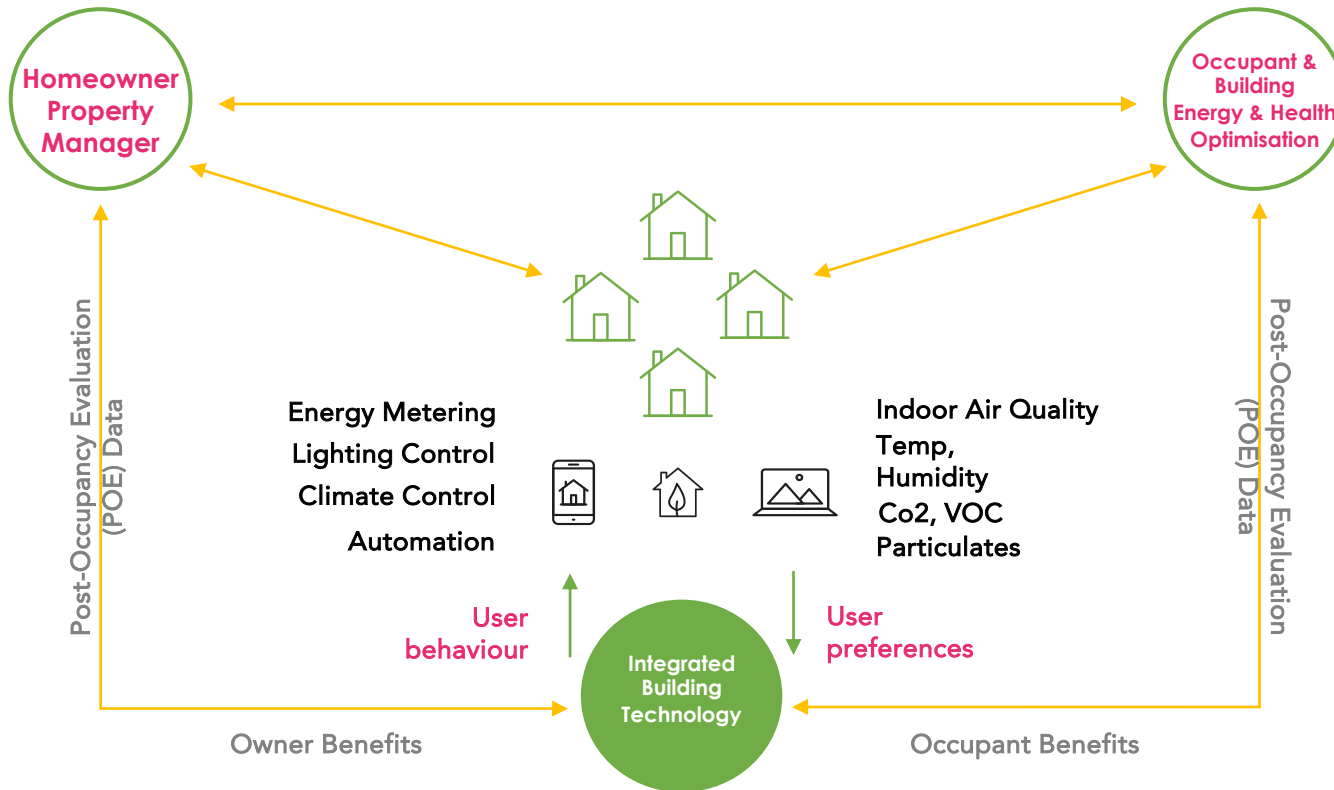 Homeowner
Property
Manager
Occupant &
Building
Energy & Health
Optimisation
Post-Occupancy Evaluation
(POE) Data
Energy Metering
Lighting Control
Climate Control
Automation
Indoor Air Quality
Temp,
Humidity
Co2, VOC
Particulates
Post-Occupancy Evaluation
(POE) Data
User
behaviour
User
preferences
Integrated
Building
Technology
Owner Benefits
Occupant Benefits